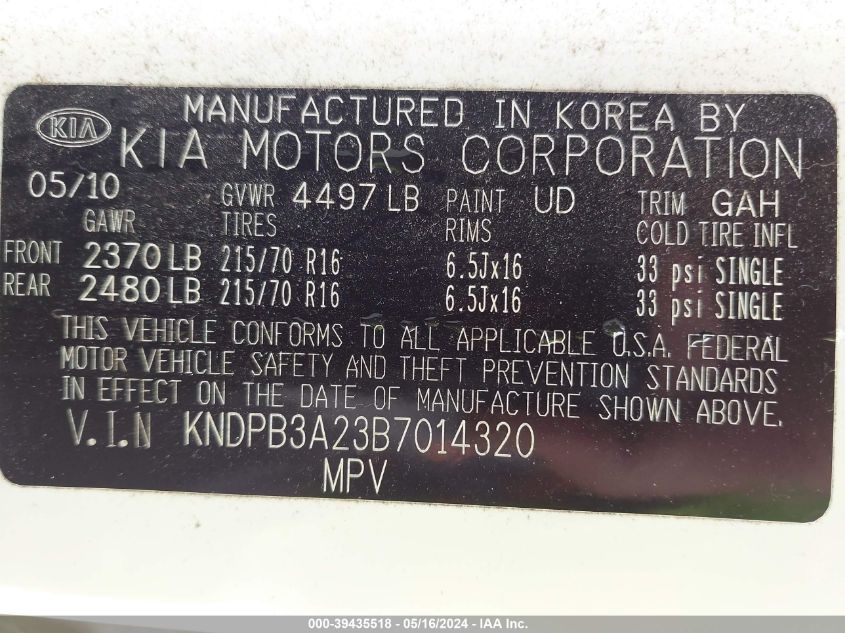 KIA
MANUFACTURED IN KOREA BY
KIA MOTORS CORPORATION
05/10 GVWR 4497 LB PAINT UD TRIM GAH
GAWR TIRES RIMS COLD TIRE INFL
FRONT 2370 LB 215/70 R16 6.5Jx16 33 psi SINGLE
REAR 2480 LB 215/70 R16 6.5Jx16 33 psi SINGLE
THIS VEHICLE CONFORMS TO ALL APPLICABLE U.S.A. FEDERAL
MOTOR VEHICLE SAFETY AND THEFT PREVENTION STANDARDS
IN EFFECT ON THE DATE OF MANUFACTURE SHOWN ABOVE.
V.I.N KNDPB3A23B7014320
MPV
000-39435518 - 05/16/2024 - IAA Inc.